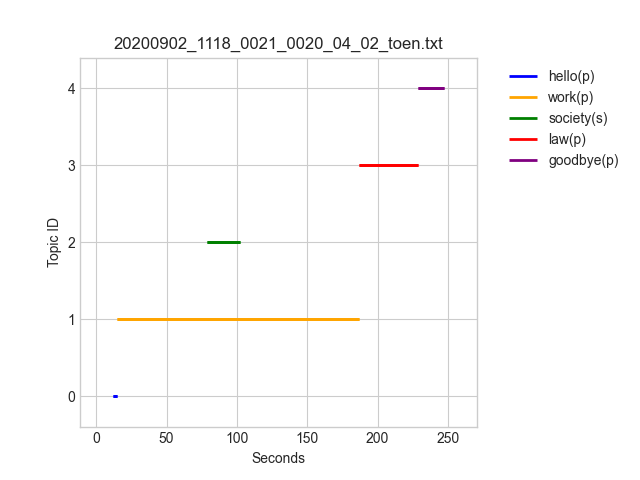 20200902_1118_0021_0020_04_02_toen.txt
hello(p)
work(p)
society(s)
law(p)
goodbye(p)
Topic ID
4
3
2
1
0
0 50 100 150 200 250
Seconds